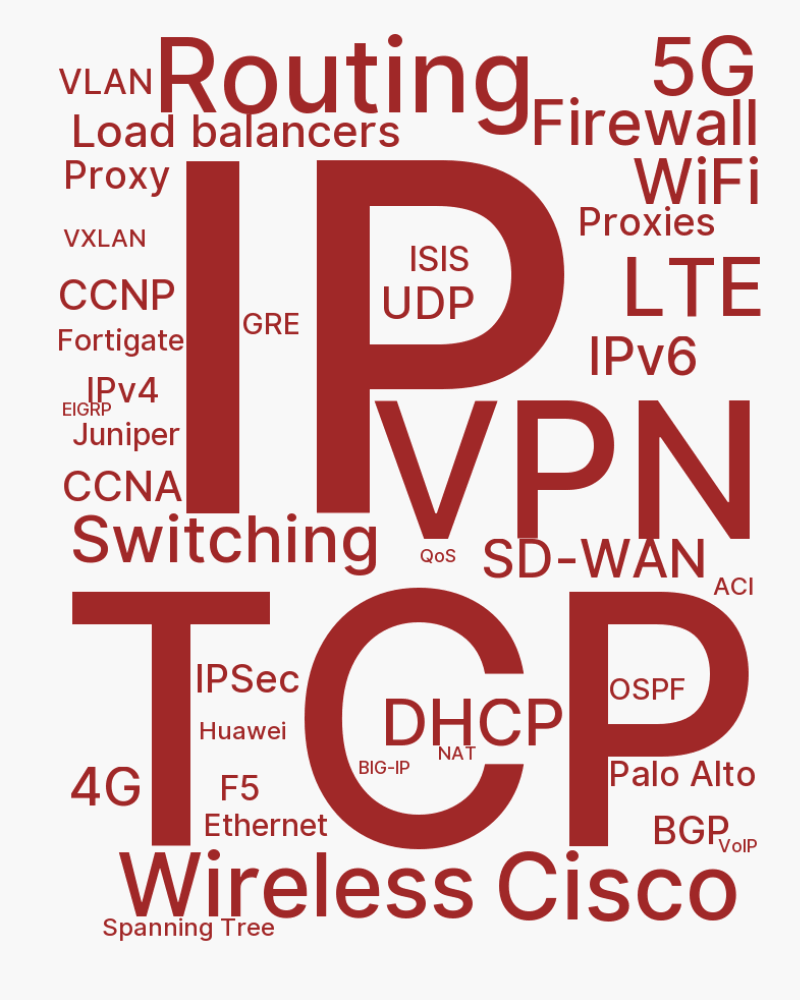 Routing
5G
VLAN
Firewall
Load balancers
IP
WiFi
Proxy
Proxies
VXLAN
ISIS
LTE
CCNP
UDP
GRE
Fortigate
IPv6
IPv4
EIGRP
VPN
Juniper
CCNA
Switching
QoS
SD-WAN
ACI
TCP
IPSec
OSPF
Huawei
DHCP
NAT
BIG-IP
4G
F5
Palo Alto
Ethernet
BGP
VoIP
Wireless
Cisco
Spanning Tree